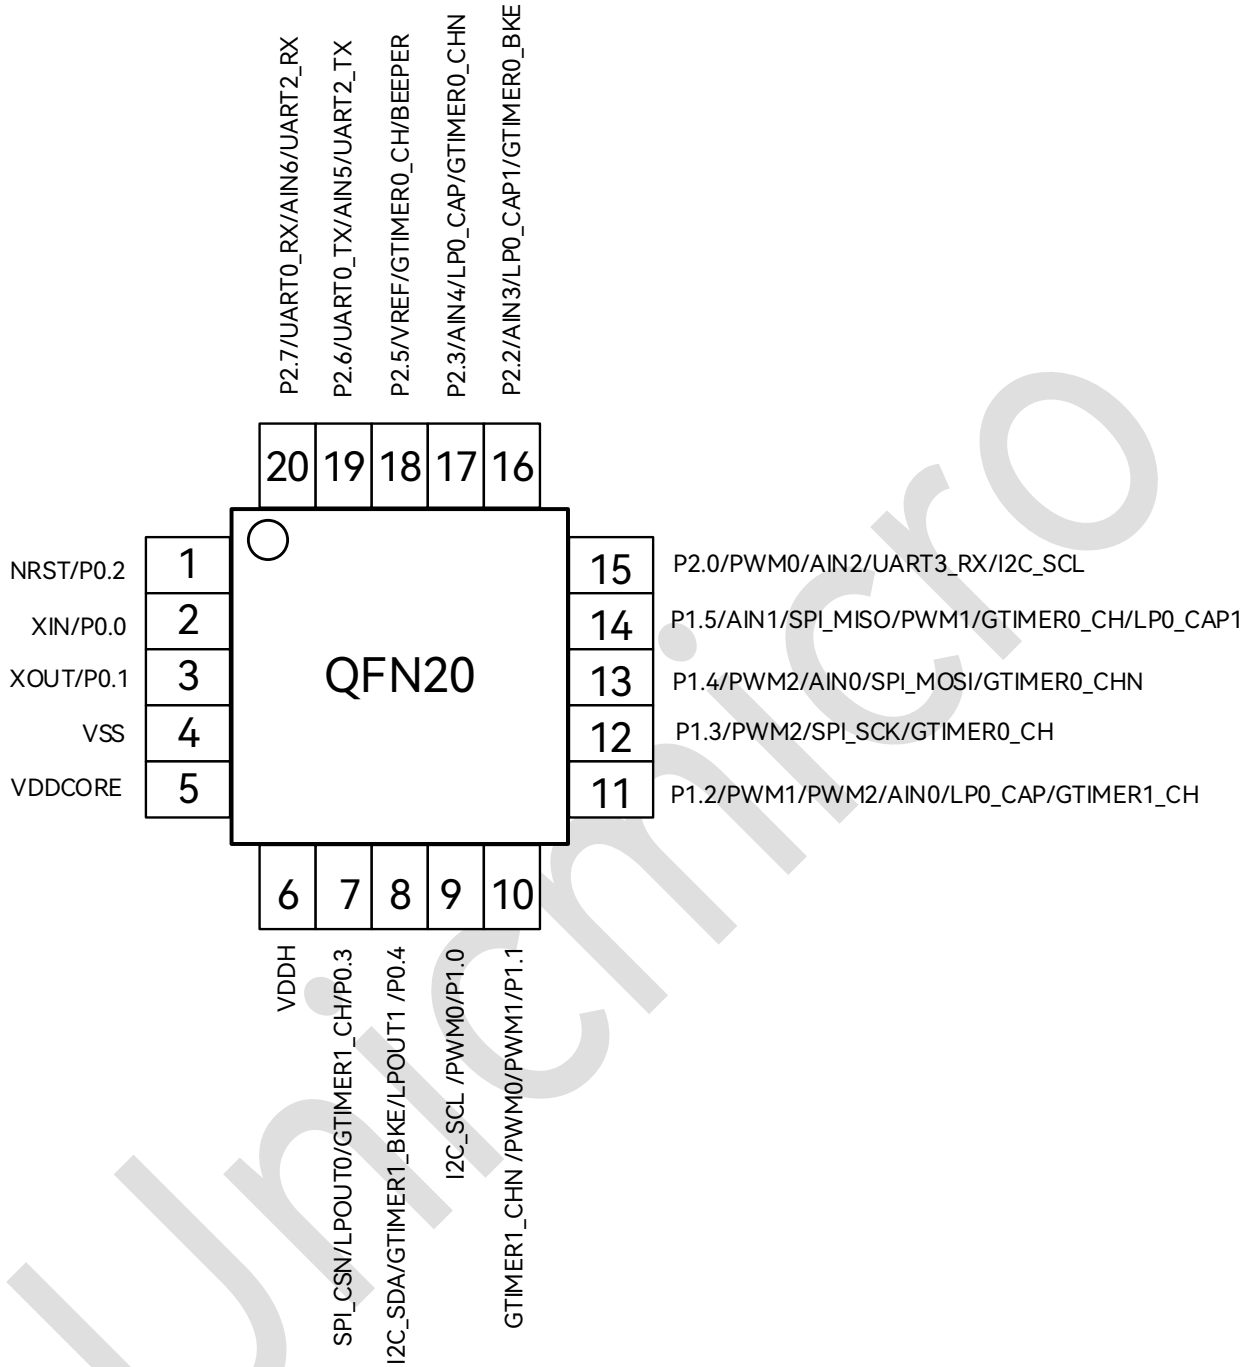 P2.7/UART0_RX/AIN6/UART2_RX
P2.6/UART0_TX/AIN5/UART2_TX
P2.5/VREF/GTIMER0_CH/BEEPER
P2.3/AIN4/LP0_CAP/GTIMER0_CHN
P2.2/AIN3/LP0_CAP1/GTIMER0_BKE
20 19 18 17 16
NRST/P0.2 1
XIN/P0.0 2
XOUT/P0.1 3
VSS 4
VDDCORE 5
QFN20
15 P2.0/PWM0/AIN2/UART3_RX/I2C_SCL
14 P1.5/AIN1/SPI_MISO/PWM1/GTIMER0_CH/LP0_CAP1
13 P1.4/PWM2/AIN0/SPI_MOSI/GTIMER0_CHN
12 P1.3/PWM2/SPI_SCK/GTIMER0_CH
11 P1.2/PWM1/PWM2/AIN0/LP0_CAP/GTIMER1_CH
6 7 8 9 10
VDDH
SPI_CSN/LPOUT0/GTIMER1_CH/P0.3
I2C_SDA/GTIMER1_BKE/LPOUT1 /P0.4
I2C_SCL /PWM0/P1.0
GTIMER1_CHN /PWM0/PWM1/P1.1
Unicmicro